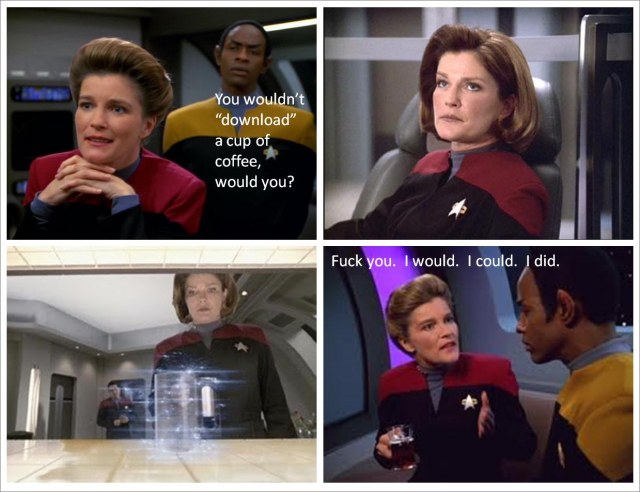 You wouldn't
“download”
a cup of
coffee,
would you?
Fuck you.  I would.  I could.  I did.